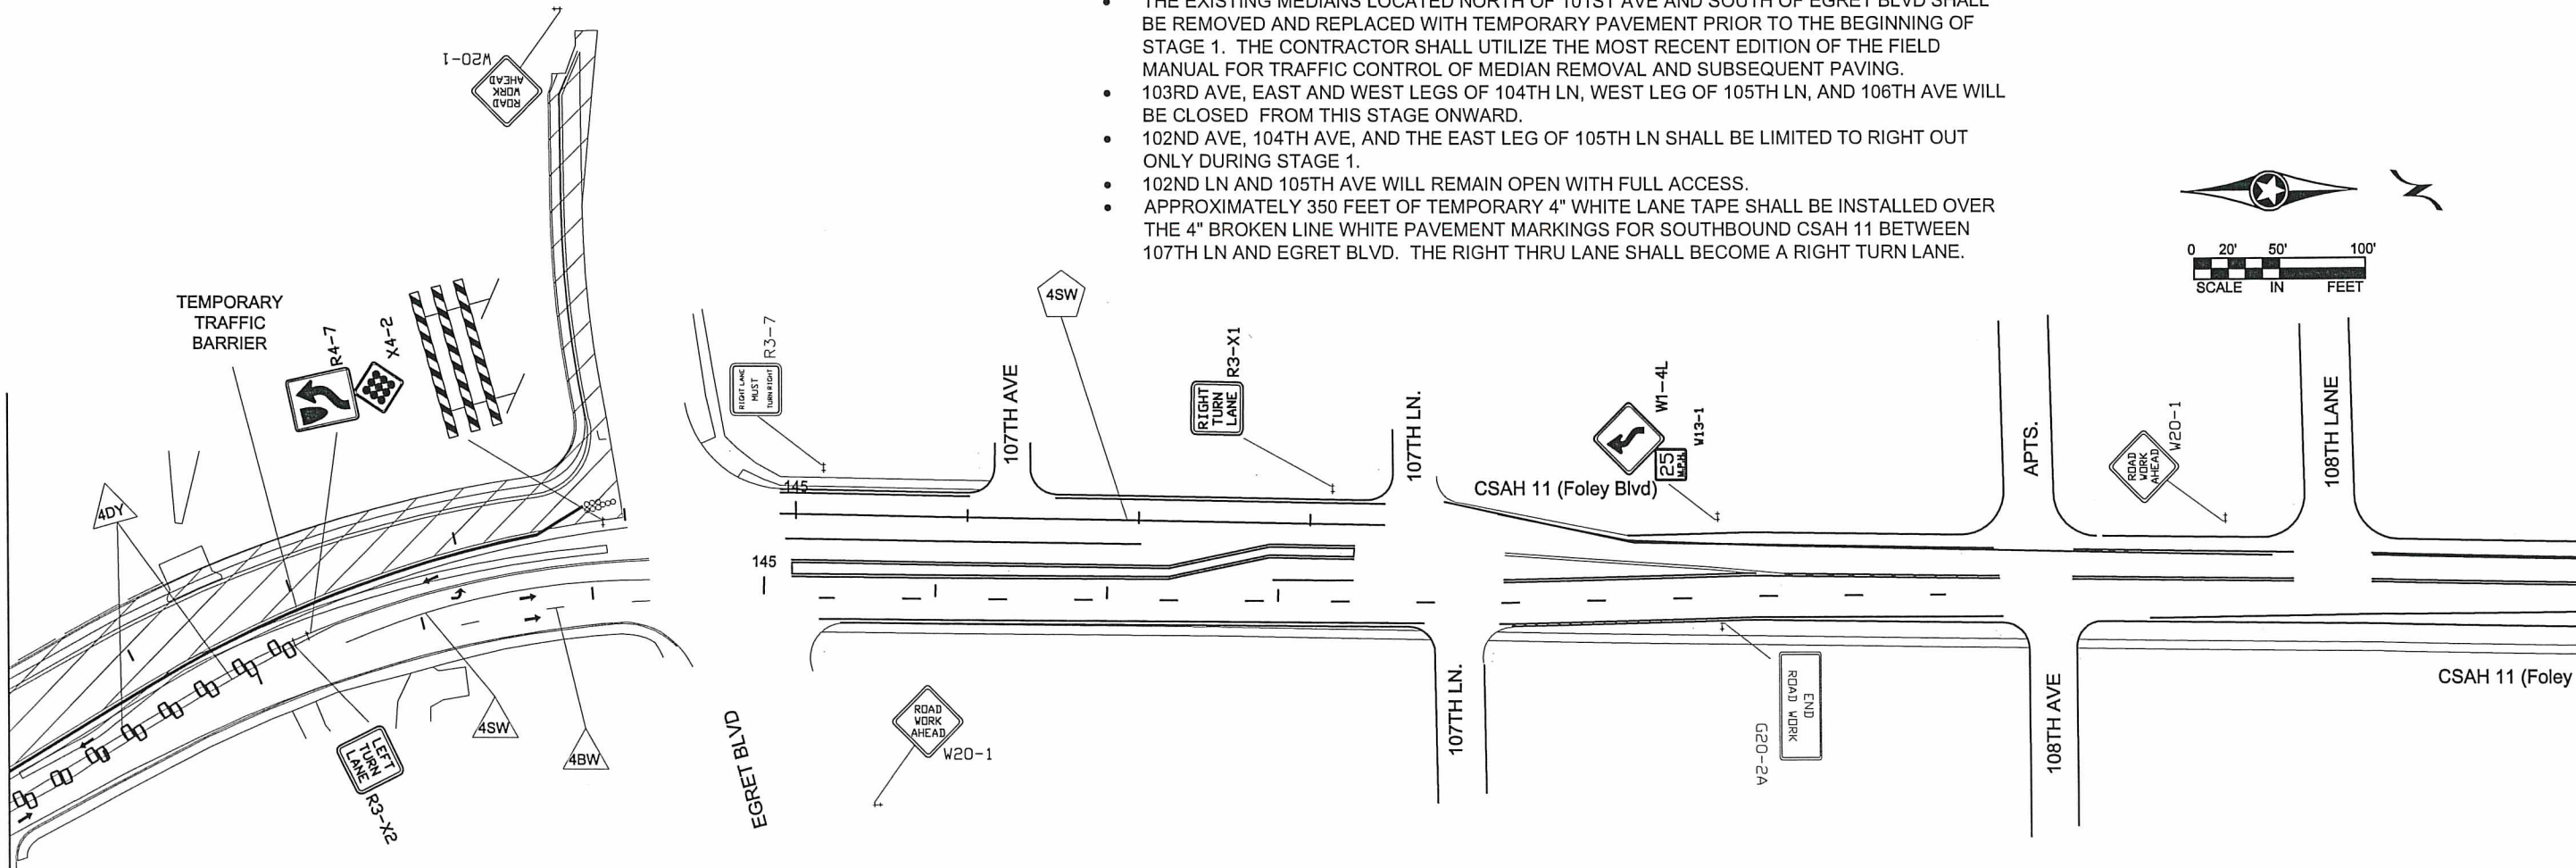 THE EXISTING MEDIANS LOCATED NORTH OF 101ST AVE AND SOUTH OF EGRET BLVD SHALL
BE REMOVED AND REPLACED WITH TEMPORARY PAVEMENT PRIOR TO THE BEGINNING OF
STAGE 1. THE CONTRACTOR SHALL UTILIZE THE MOST RECENT EDITION OF THE FIELD
MANUAL FOR TRAFFIC CONTROL OF MEDIAN REMOVAL AND SUBSEQUENT PAVING.
• 103RD AVE, EAST AND WEST LEGS OF 104TH LN, WEST LEG OF 105TH LN, AND 106TH AVE WILL
BE CLOSED FROM THIS STAGE ONWARD.
• 102ND AVE, 104TH AVE, AND THE EAST LEG OF 105TH LN SHALL BE LIMITED TO RIGHT OUT
ONLY DURING STAGE 1.
• 102ND LN AND 105TH AVE WILL REMAIN OPEN WITH FULL ACCESS.
• APPROXIMATELY 350 FEET OF TEMPORARY 4" WHITE LANE TAPE SHALL BE INSTALLED OVER
THE 4" BROKEN LINE WHITE PAVEMENT MARKINGS FOR SOUTHBOUND CSAH 11 BETWEEN
107TH LN AND EGRET BLVD. THE RIGHT THRU LANE SHALL BECOME A RIGHT TURN LANE.
W20-1
ROAD
WORK
AHEAD
N
0 20' 50' 100'
SCALE IN FEET
TEMPORARY
TRAFFIC
BARRIER
R4-7
X4-2
4DY
RIGHT LANE
MUST
TURN RIGHT
R3-7
107TH AVE
4SW
RIGHT
TURN
LANE
R3-X1
107TH LN.
W1-4L
25
M.P.H.
W13-1
CSAH 11 (Foley Blvd)
APTS.
ROAD
WORK
AHEAD
W20-1
108TH LANE
145
145
LEFT
TURN
LANE
R3-X2
4SW
4BW
EGRET BLVD
ROAD
WORK
AHEAD
W20-1
107TH LN.
END
ROAD WORK
G20-2A
108TH AVE
CSAH 11 (Foley